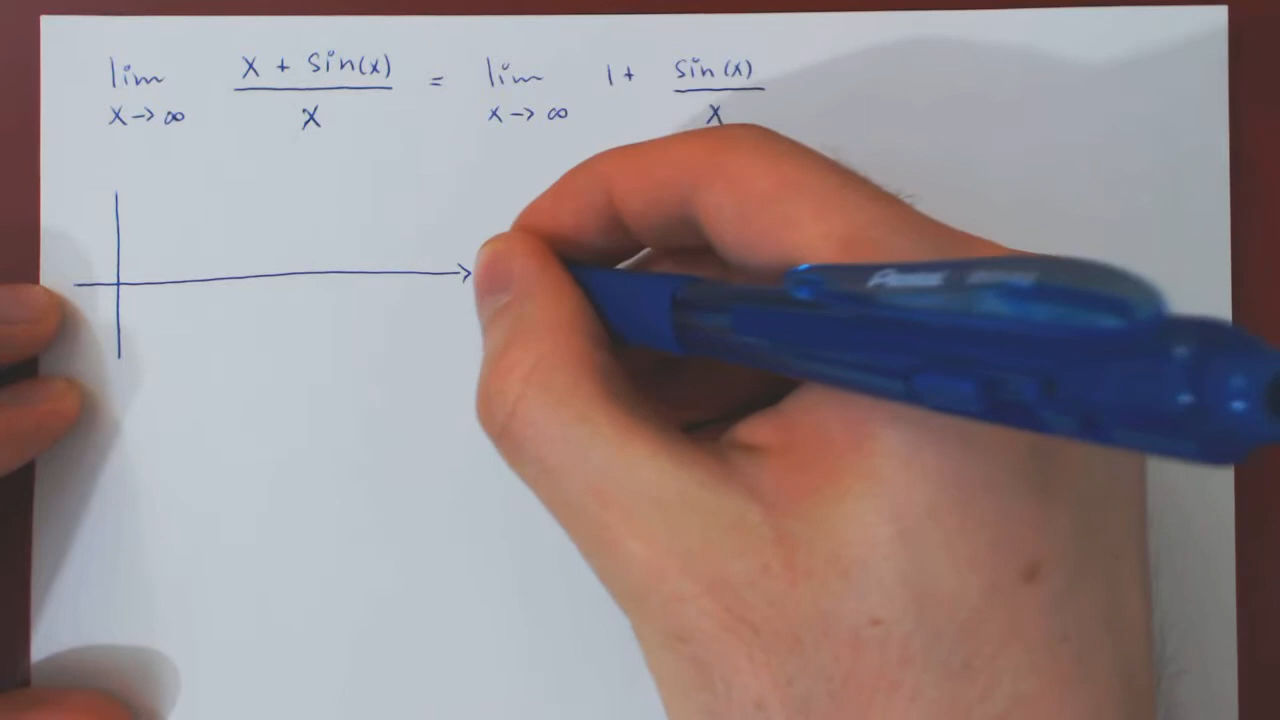 lim x→∞ x + sin(x) / x = lim x→∞ 1 + sin(x) / x